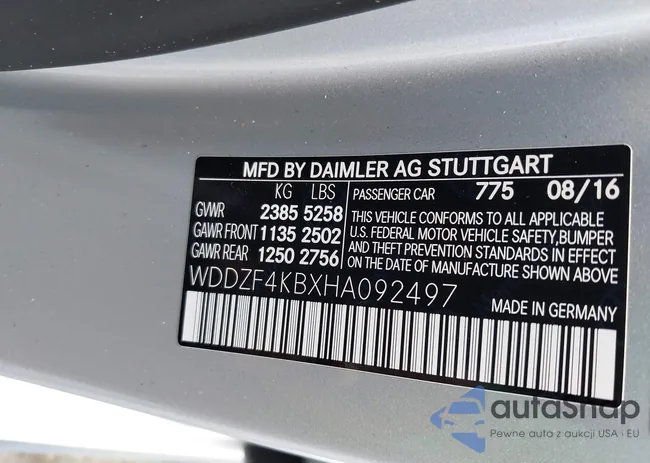 MFD BY DAIMLER AG STUTTGART
KG LBS
GVWR 2385 5258
GAWR FRONT 1135 2502
GAWR REAR 1250 2756
PASSENGER CAR 775 08/16
THIS VEHICLE CONFORMS TO ALL APPLICABLE
U.S. FEDERAL MOTOR VEHICLE SAFETY,BUMPER
AND THEFT PREVENTION STANDARDS IN EFFECT
ON THE DATE OF MANUFACTURE SHOWN ABOVE
WDDZF4KBXHA092497
MADE IN GERMANY
autaSnap
Pewne auta z aukcji USA i EU